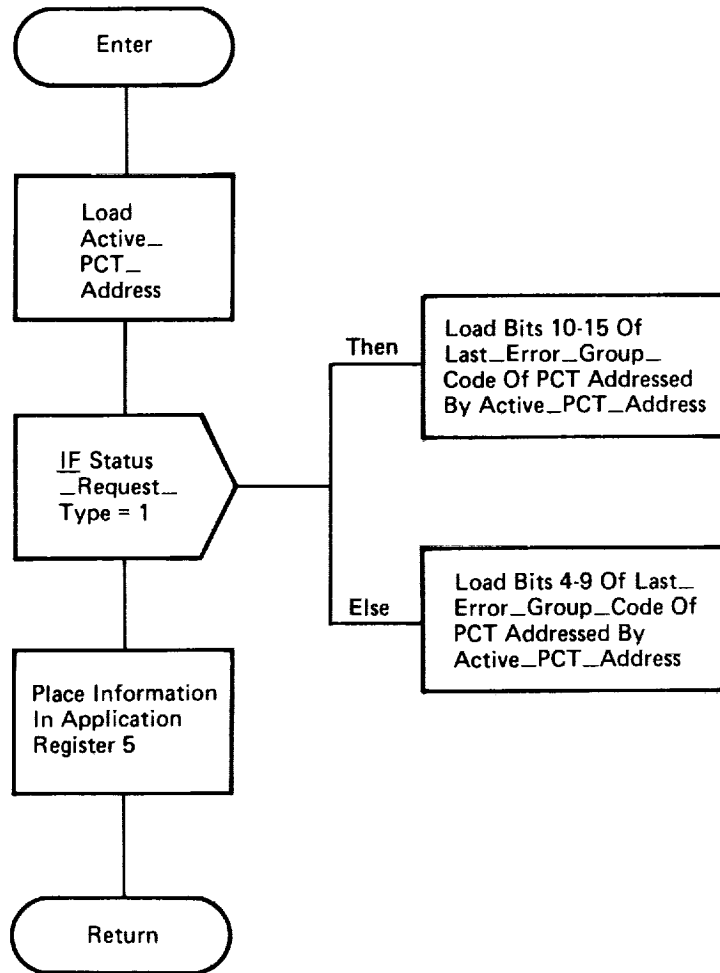 Enter
Load
Active_
PCT_
Address
IF Status
_Request_
Type = 1
Then
Load Bits 10-15 Of
Last_Error_Group_
Code Of PCT Addressed
By Active_PCT_Address
Else
Load Bits 4-9 Of Last_
Error_Group_Code Of
PCT Addressed By
Active_PCT_Address
Place Information
In Application
Register 5
Return